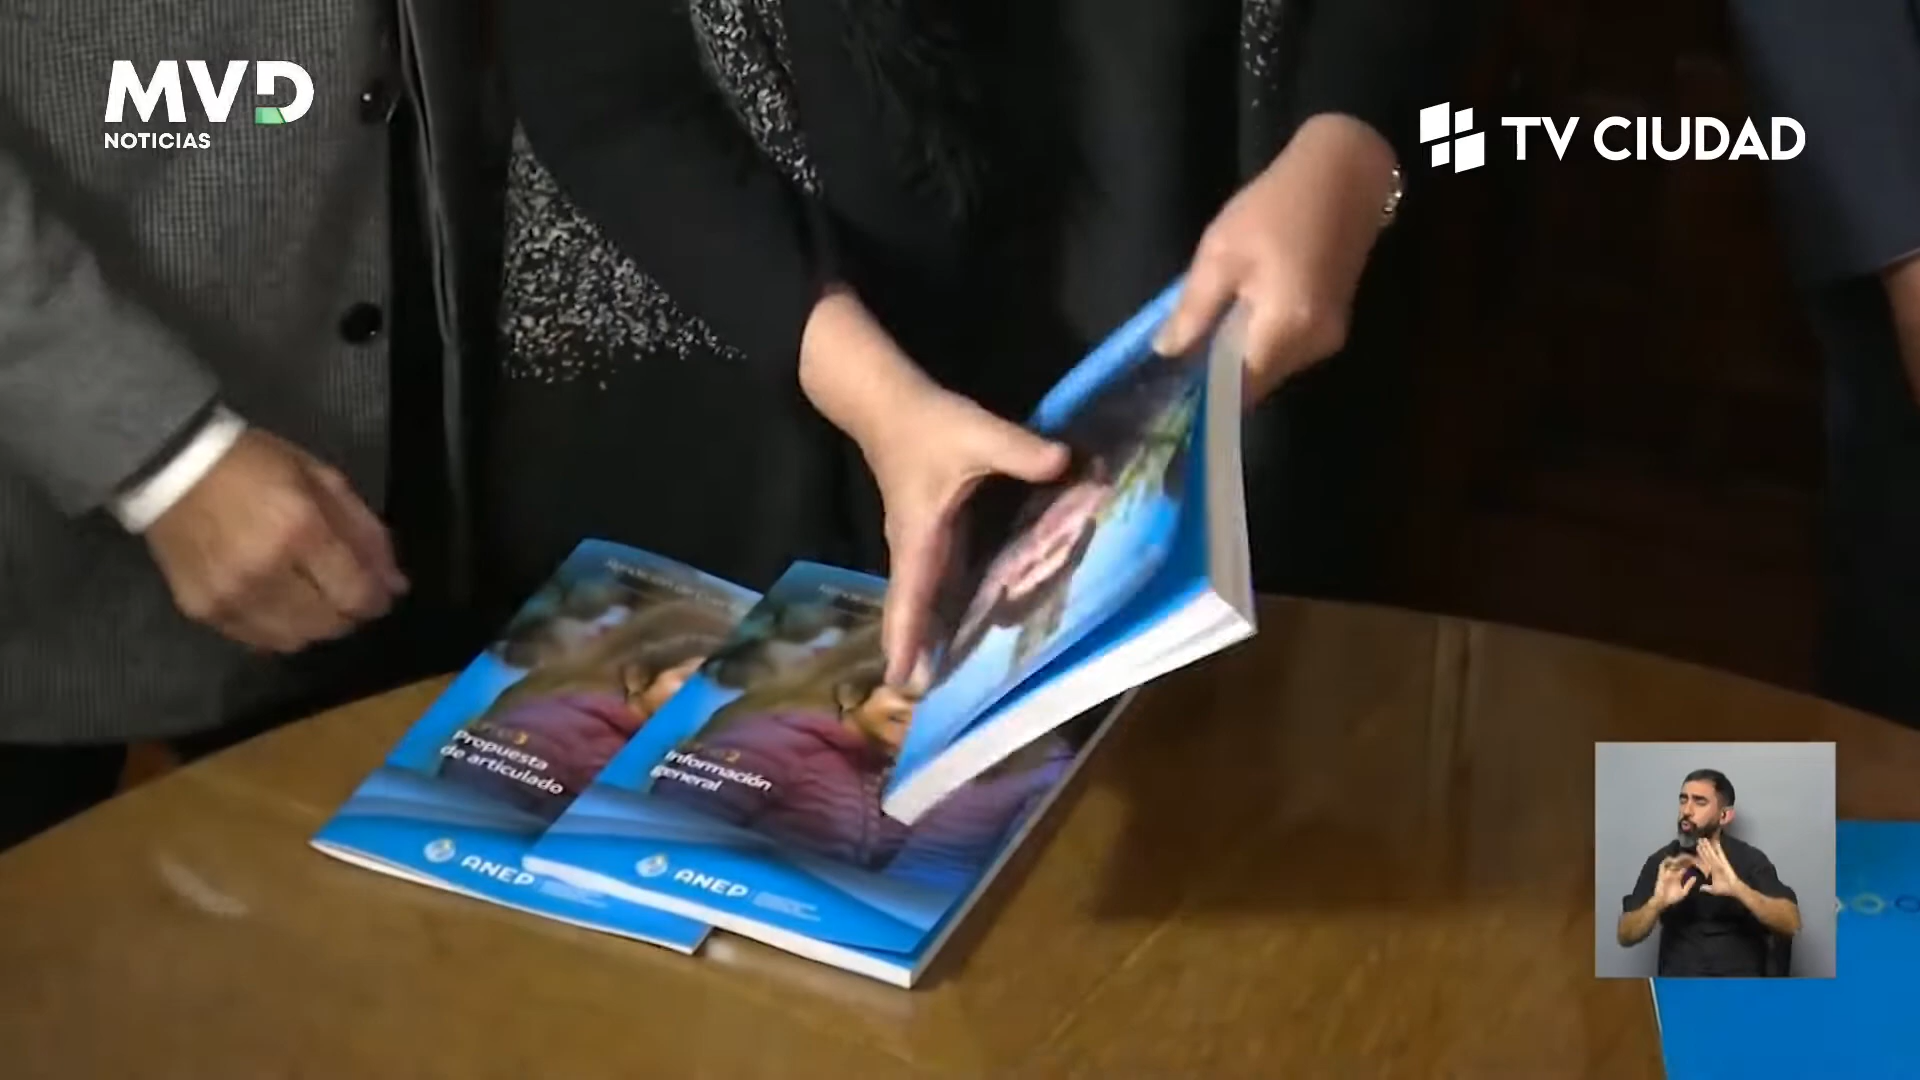 MVD
NOTICIAS
TV CIUDAD
Propuesta
de articulado
Información
general
ANEP
ANEP